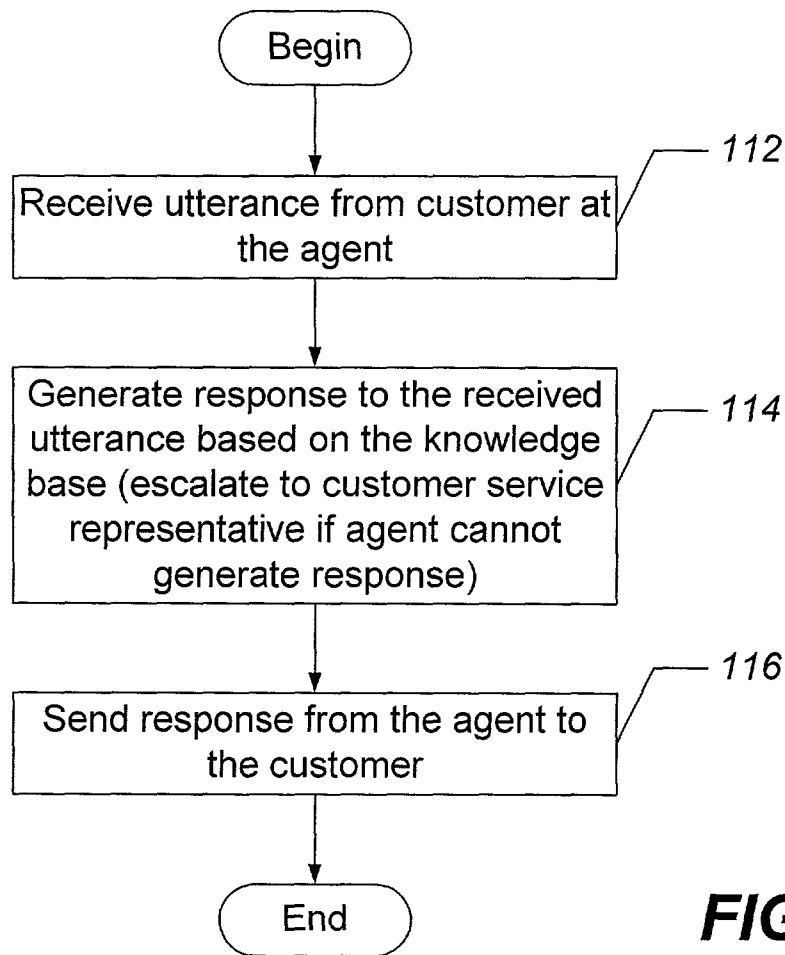 Begin
112
Receive utterance from customer at
the agent
114
Generate response to the received
utterance based on the knowledge
base (escalate to customer service
representative if agent cannot
generate response)
116
Send response from the agent to
the customer
End
FIG